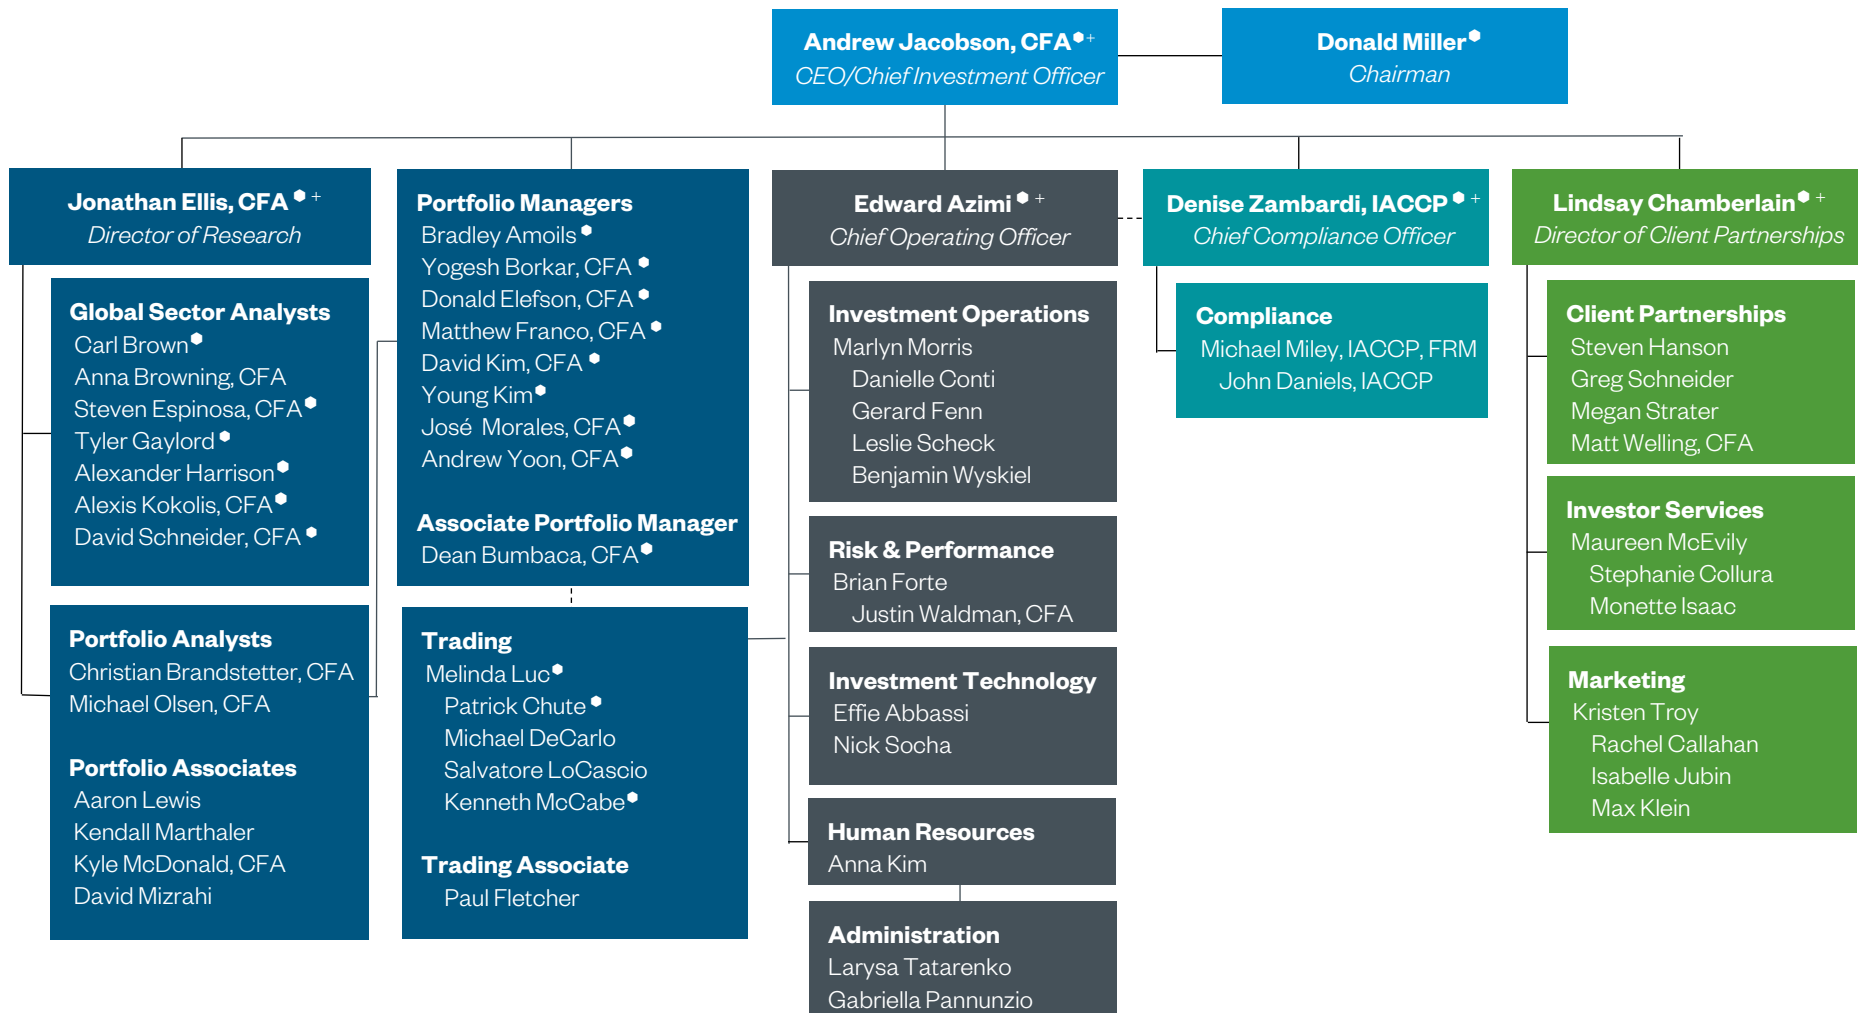 Andrew Jacobson, CFA⬢+
CEO/Chief Investment Officer
Donald Miller⬢
Chairman
Jonathan Ellis, CFA ⬢ +
Director of Research
Global Sector Analysts
Carl Brown⬢
Anna Browning, CFA
Steven Espinosa, CFA⬢
Tyler Gaylord ⬢
Alexander Harrison⬢
Alexis Kokolis, CFA⬢
David Schneider, CFA ⬢
Portfolio Analysts
Christian Brandstetter, CFA
Michael Olsen, CFA
Portfolio Associates
Aaron Lewis
Kendall Marthaler
Kyle McDonald, CFA
David Mizrahi
Portfolio Managers
Bradley Amoils ⬢
Yogesh Borkar, CFA ⬢
Donald Elefson, CFA ⬢
Matthew Franco, CFA ⬢
David Kim, CFA ⬢
Young Kim⬢
José Morales, CFA⬢
Andrew Yoon, CFA⬢
Associate Portfolio Manager
Dean Bumbaca, CFA⬢
Trading
Melinda Luc⬢
Patrick Chute ⬢
Michael DeCarlo
Salvatore LoCascio
Kenneth McCabe⬢
Trading Associate
Paul Fletcher
Edward Azimi ⬢ +
Chief Operating Officer
Investment Operations
Marlyn Morris
Danielle Conti
Gerard Fenn
Leslie Scheck
Benjamin Wyskiel
Risk & Performance
Brian Forte
Justin Waldman, CFA
Investment Technology
Effie Abbassi
Nick Socha
Human Resources
Anna Kim
Administration
Larysa Tatarenko
Gabriella Pannunzio
Denise Zambardi, IACCP ⬢ +
Chief Compliance Officer
Compliance
Michael Miley, IACCP, FRM
John Daniels, IACCP
Lindsay Chamberlain⬢ +
Director of Client Partnerships
Client Partnerships
Steven Hanson
Greg Schneider
Megan Strater
Matt Welling, CFA
Investor Services
Maureen McEvily
Stephanie Collura
Monette Isaac
Marketing
Kristen Troy
Rachel Callahan
Isabelle Jubin
Max Klein